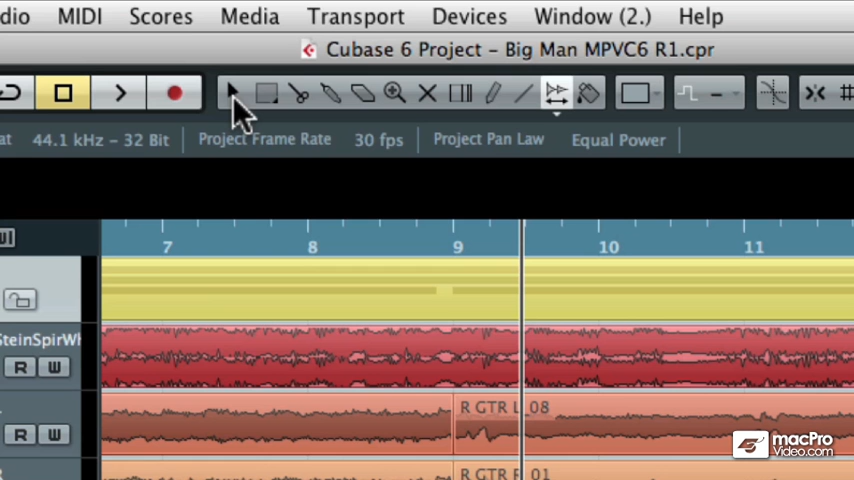 dio MIDI Scores Media Transport Devices Window (2.) Help
Cubase 6 Project - Big Man MPVC6 R1.cpr
at 44.1 kHz - 32 Bit Project Frame Rate 30 fps Project Pan Law Equal Power
7 8 9 10 11
SteinSpirWh
R W
R GTR L_08
R W
R GTR R_01
macPro
Video.com